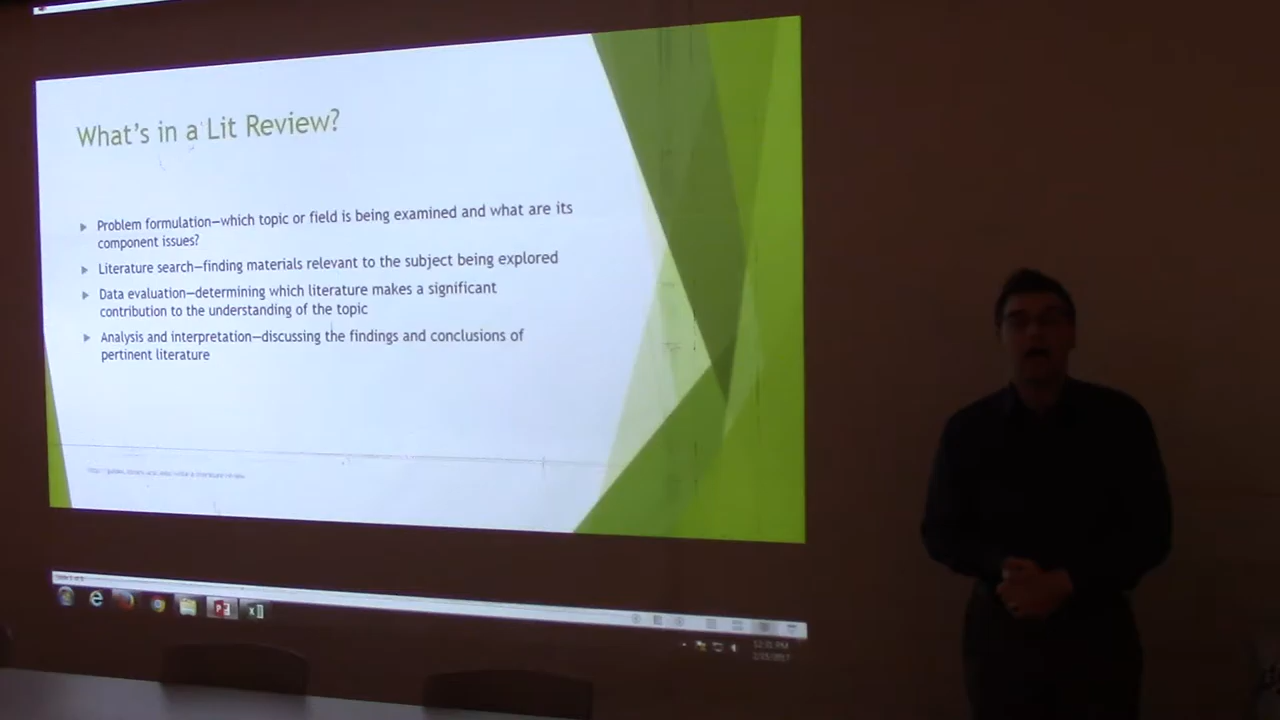 What's in a Lit Review?
Problem formulation—which topic or field is being examined and what are its
component issues?
Literature search—finding materials relevant to the subject being explored
Data evaluation—determining which literature makes a significant
contribution to the understanding of the topic
Analysis and interpretation—discussing the findings and conclusions of
pertinent literature